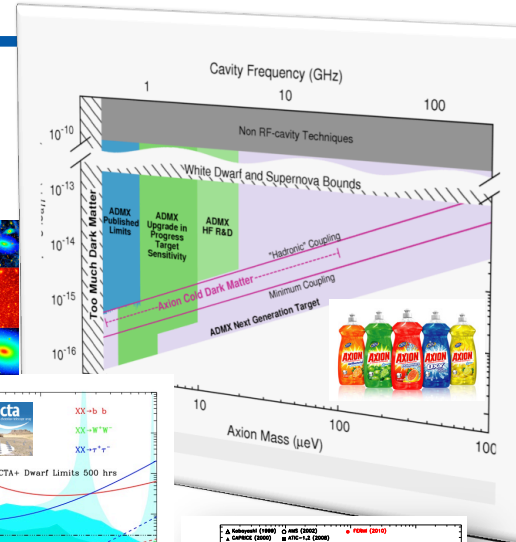 Cavity Frequency (GHz)
1
10
100
Non RF-cavity Techniques
10-10
White Dwarf and Supernova Bounds
10-13
Too Much Dark Matter
ADMX
Published
Limits
ADMX
Upgrade in
Progress
Target
Sensitivity
ADMX
HF R&D
10-14
"Hadronic" Coupling
Axion Cold Dark Matter
Minimum Coupling
10-15
ADMX Next Generation Target
10-16
AXION
AXION
AXION
AXION
OXY
AXION
10
100
Axion Mass (μeV)
cta
XX→b b
XX→W+W-
XX→τ+τ-
CTA+ Dwarf Limits 500 hrs
Kobayashi (1999)
AMS (2002)
FERMI (2010)
CAPRICE (2000)
ATIC-1,2 (2008)